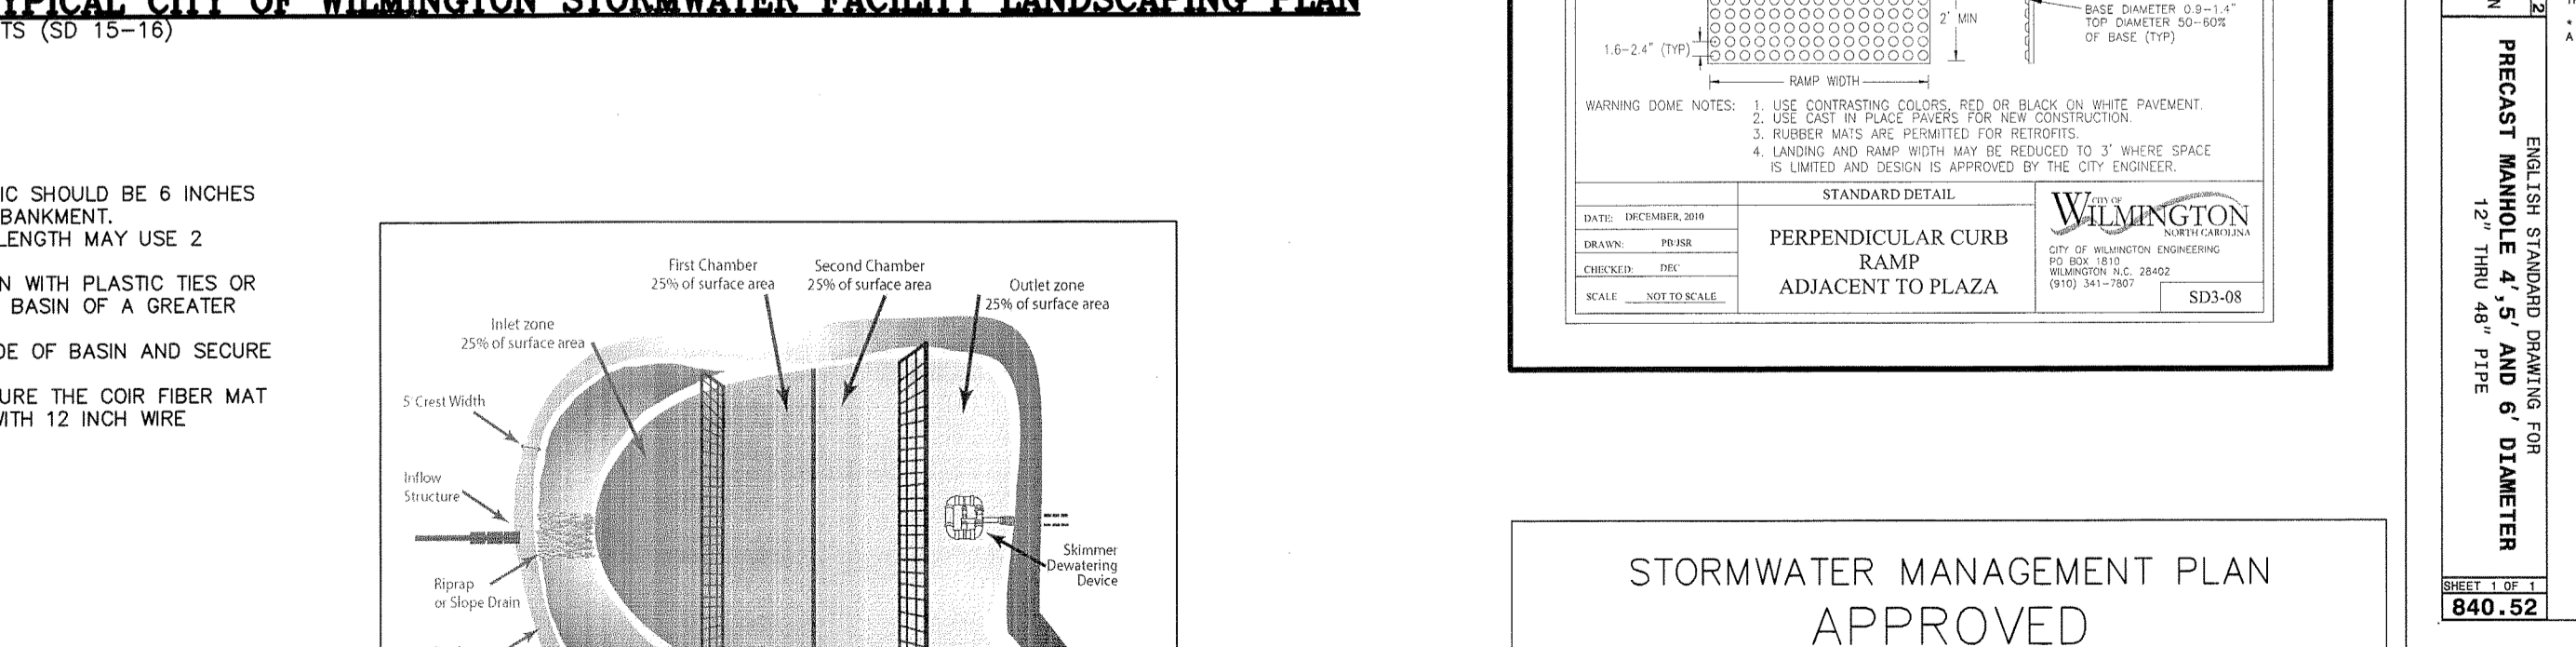 TYPICAL CITY OF WILMINGTON STORMWATER FACILITY LANDSCAPING PLAN
TS (SD 15-16)
IC SHOULD BE 6 INCHES
BANKMENT.
LENGTH MAY USE 2
N WITH PLASTIC TIES OR
BASIN OF A GREATER
DE OF BASIN AND SECURE
URE THE COIR FIBER MAT
WITH 12 INCH WIRE
First Chamber
25% of surface area
Second Chamber
25% of surface area
Outlet zone
25% of surface area
Inlet zone
25% of surface area
5' Crest Width
Inflow
Structure
Riprap
or Slope Drain
Skimmer
Dewatering
Device
2' MIN
BASE DIAMETER 0.9-1.4"
TOP DIAMETER 50-60%
OF BASE (TYP)
1.6-2.4" (TYP)
RAMP WIDTH
WARNING DOME NOTES:
1. USE CONTRASTING COLORS, RED OR BLACK ON WHITE PAVEMENT.
2. USE CAST IN PLACE PAVERS FOR NEW CONSTRUCTION.
3. RUBBER MATS ARE PERMITTED FOR RETROFITS.
4. LANDING AND RAMP WIDTH MAY BE REDUCED TO 3' WHERE SPACE
IS LIMITED AND DESIGN IS APPROVED BY THE CITY ENGINEER.
STANDARD DETAIL
DATE: DECEMBER, 2010
DRAWN: PB/JSR
CHECKED: DEC
SCALE NOT TO SCALE
PERPENDICULAR CURB
RAMP
ADJACENT TO PLAZA
CITY OF
WILMINGTON
NORTH CAROLINA
CITY OF WILMINGTON ENGINEERING
PO BOX 1810
WILMINGTON N.C. 28402
(910) 341-7807
SD3-08
STORMWATER MANAGEMENT PLAN
APPROVED
ENGLISH STANDARD DRAWING FOR
PRECAST MANHOLE 4', 5' AND 6' DIAMETER
12" THRU 48" PIPE
SHEET 1 OF 1
840.52